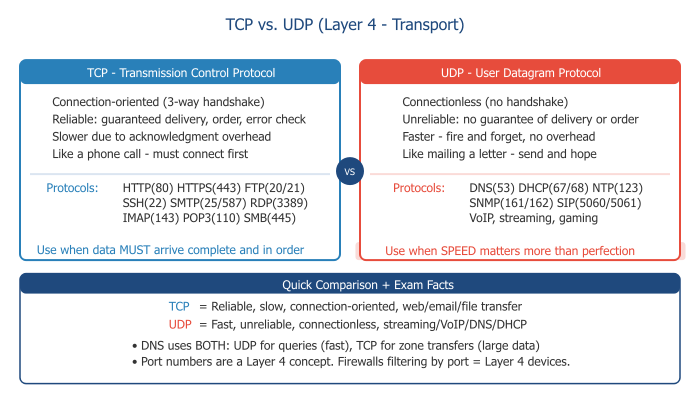 TCP vs. UDP (Layer 4 - Transport)
TCP - Transmission Control Protocol
Connection-oriented (3-way handshake)
Reliable: guaranteed delivery, order, error check
Slower due to acknowledgment overhead
Like a phone call - must connect first
Protocols: HTTP(80) HTTPS(443) FTP(20/21)
SSH(22) SMTP(25/587) RDP(3389)
IMAP(143) POP3(110) SMB(445)
Use when data MUST arrive complete and in order
VS
UDP - User Datagram Protocol
Connectionless (no handshake)
Unreliable: no guarantee of delivery or order
Faster - fire and forget, no overhead
Like mailing a letter - send and hope
Protocols: DNS(53) DHCP(67/68) NTP(123)
SNMP(161/162) SIP(5060/5061)
VoIP, streaming, gaming
Use when SPEED matters more than perfection
Quick Comparison + Exam Facts
TCP = Reliable, slow, connection-oriented, web/email/file transfer
UDP = Fast, unreliable, connectionless, streaming/VoIP/DNS/DHCP
• DNS uses BOTH: UDP for queries (fast), TCP for zone transfers (large data)
• Port numbers are a Layer 4 concept. Firewalls filtering by port = Layer 4 devices.